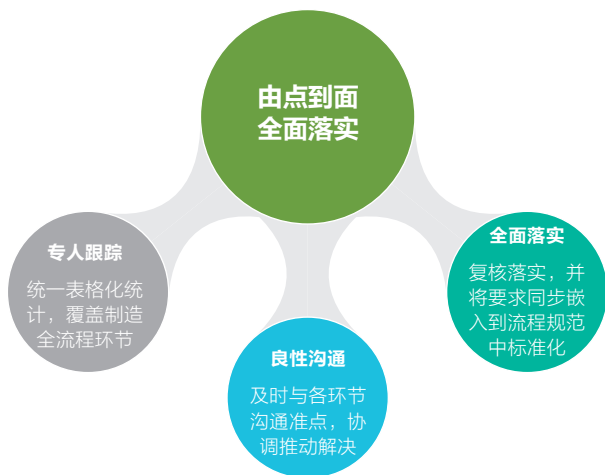 由点到面
全面落实
专人跟踪
统一表格化统
计，覆盖制造
全流程环节
良性沟通
及时与各环节
沟通准点，协
调推动解决
全面落实
复核落实，并
将要求同步嵌
入到流程规范
中标准化